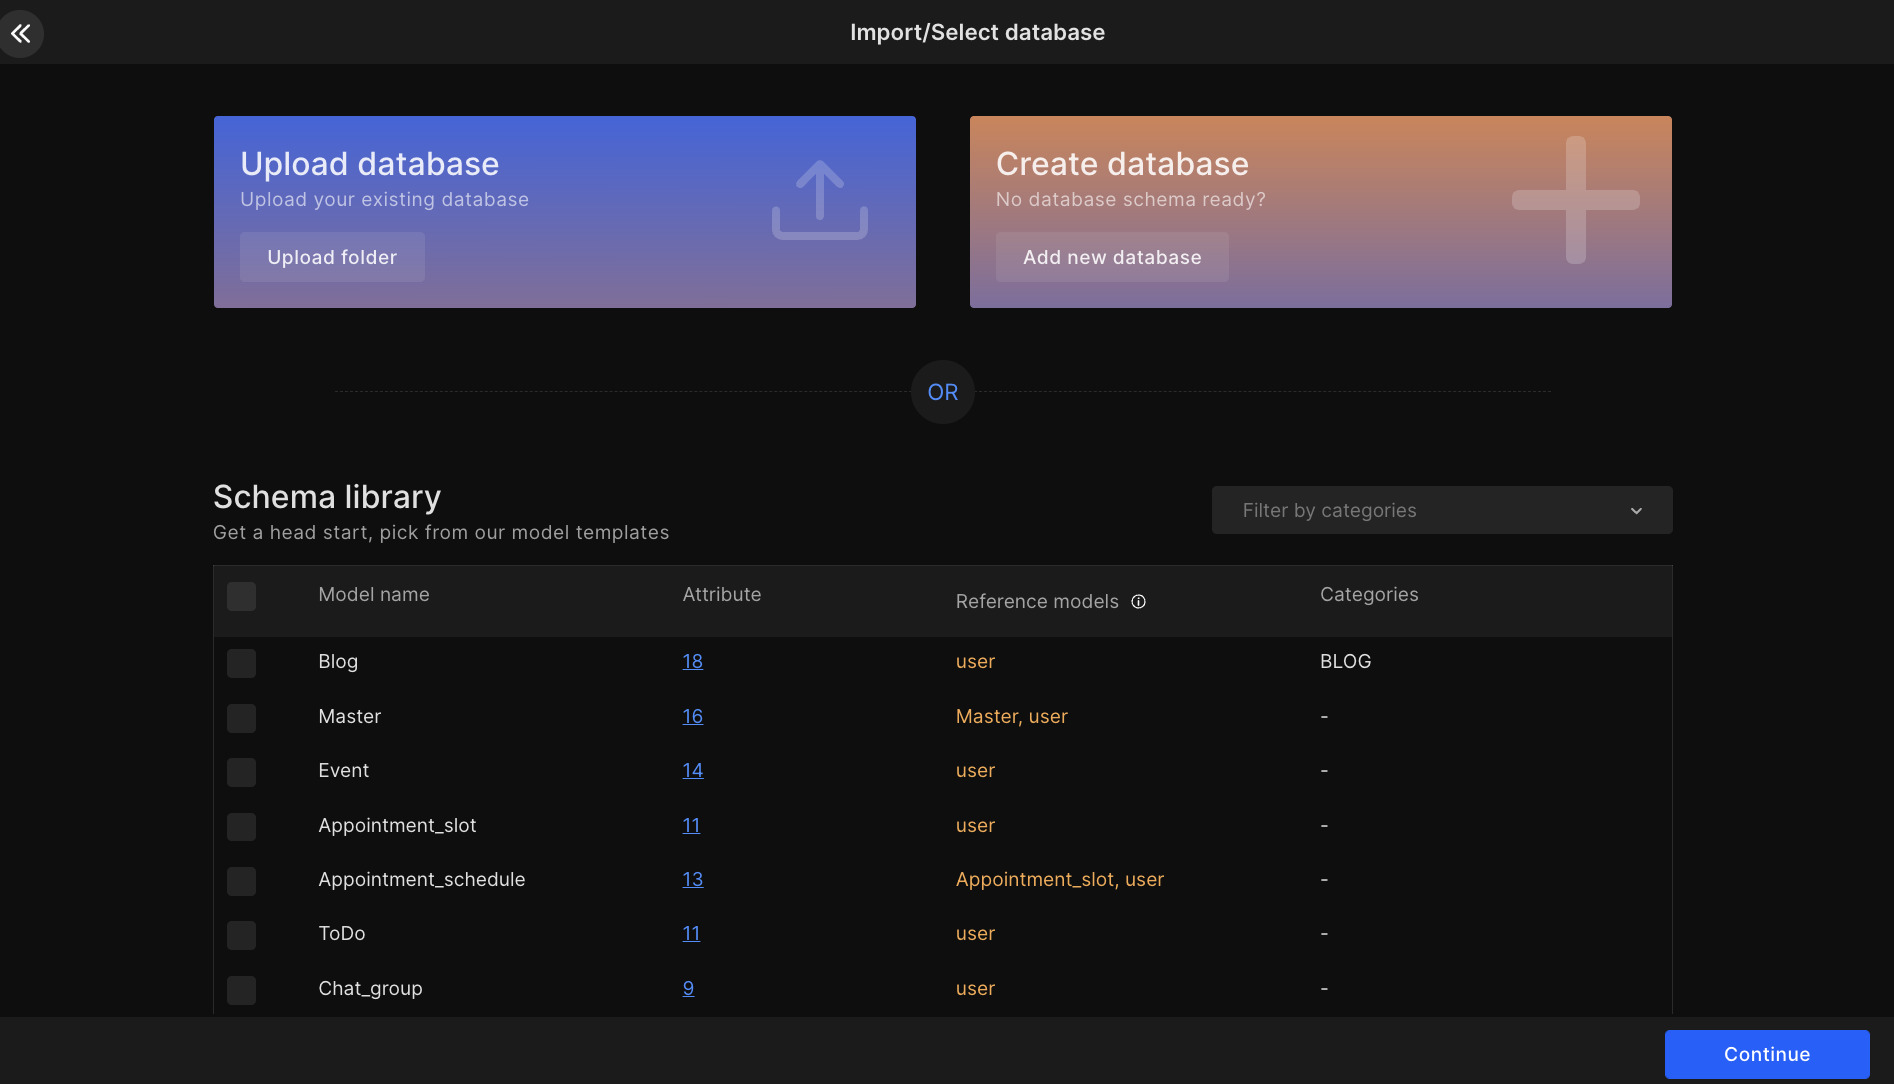 Import/Select database
Upload database
Upload your existing database
Upload folder
Create database
No database schema ready?
Add new database
OR
Schema library
Get a head start, pick from our model templates
Filter by categories
Model name Attribute Reference models Categories
Blog 18 user BLOG
Master 16 Master, user -
Event 14 user -
Appointment_slot 11 user -
Appointment_schedule 13 Appointment_slot, user -
ToDo 11 user -
Chat_group 9 user -
Continue